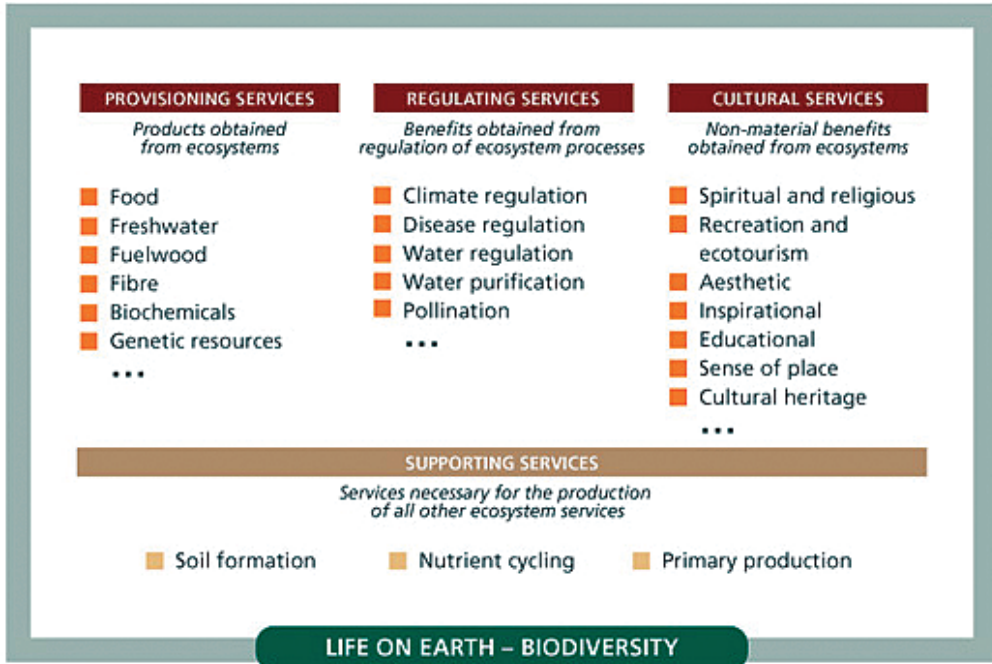 PROVISIONING SERVICES
Products obtained
from ecosystems
Food
Freshwater
Fuelwood
Fibre
Biochemicals
Genetic resources
...
REGULATING SERVICES
Benefits obtained from
regulation of ecosystem processes
Climate regulation
Disease regulation
Water regulation
Water purification
Pollination
...
CULTURAL SERVICES
Non-material benefits
obtained from ecosystems
Spiritual and religious
Recreation and
ecotourism
Aesthetic
Inspirational
Educational
Sense of place
Cultural heritage
...
SUPPORTING SERVICES
Services necessary for the production
of all other ecosystem services
Soil formation
Nutrient cycling
Primary production
LIFE ON EARTH – BIODIVERSITY